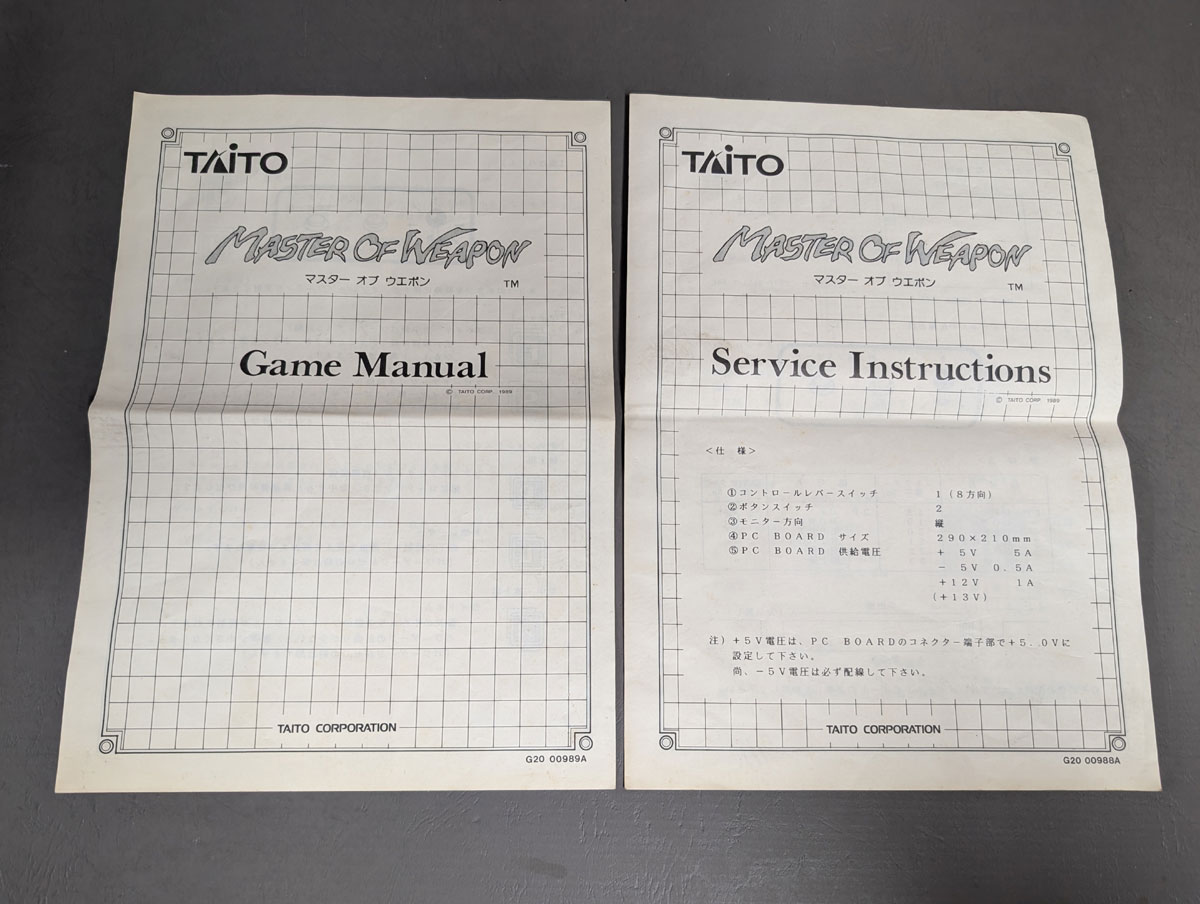 TAITO
MASTER OF WEAPON
マスター オブ ウエポン
TM
Game Manual
© TAITO CORP. 1989
TAITO CORPORATION
G20 00989A
TAITO
MASTER OF WEAPON
マスター オブ ウエポン
TM
Service Instructions
© TAITO CORP. 1989
<仕 様>
①コントロールレバースイッチ 1 (8方向)
②ボタンスイッチ 2
③モニター方向 縦
④PC BOARD サイズ 290×210mm
⑤PC BOARD 供給電圧 + 5V 5A
- 5V 0.5A
+12V 1A
(+13V)
注) +5V電圧は、PC BOARDのコネクター端子部で+5..0Vに
設定して下さい。
尚、-5V電圧は必ず配線して下さい。
TAITO CORPORATION
G20 00988A